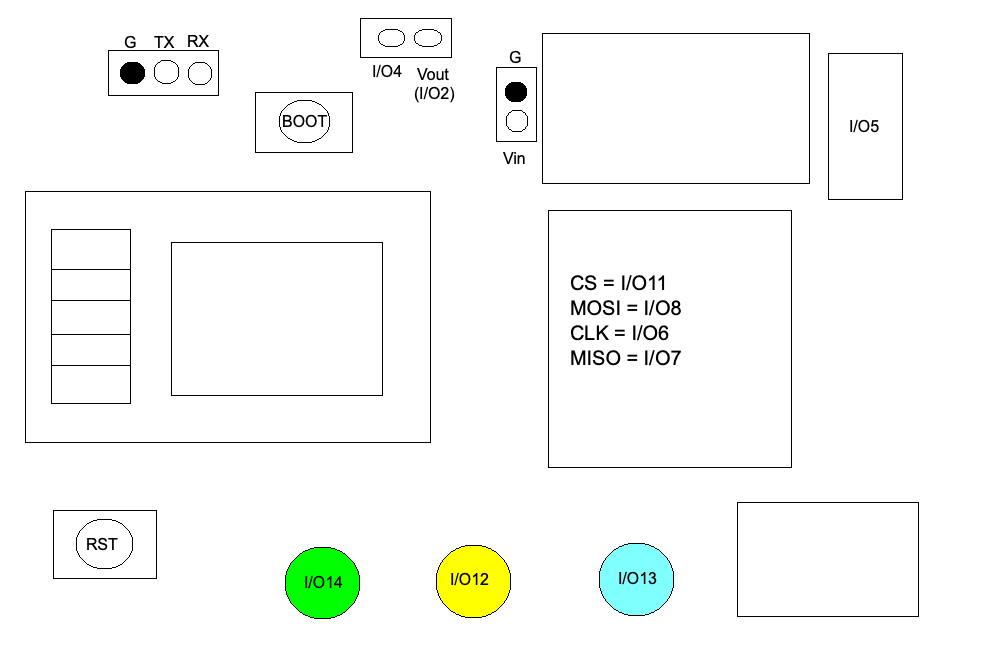 G TX RX
I/O4
Vout
(I/O2)
G
Vin
BOOT
I/O5
CS = I/O11
MOSI = I/O8
CLK = I/O6
MISO = I/O7
RST
I/O14
I/O12
I/O13